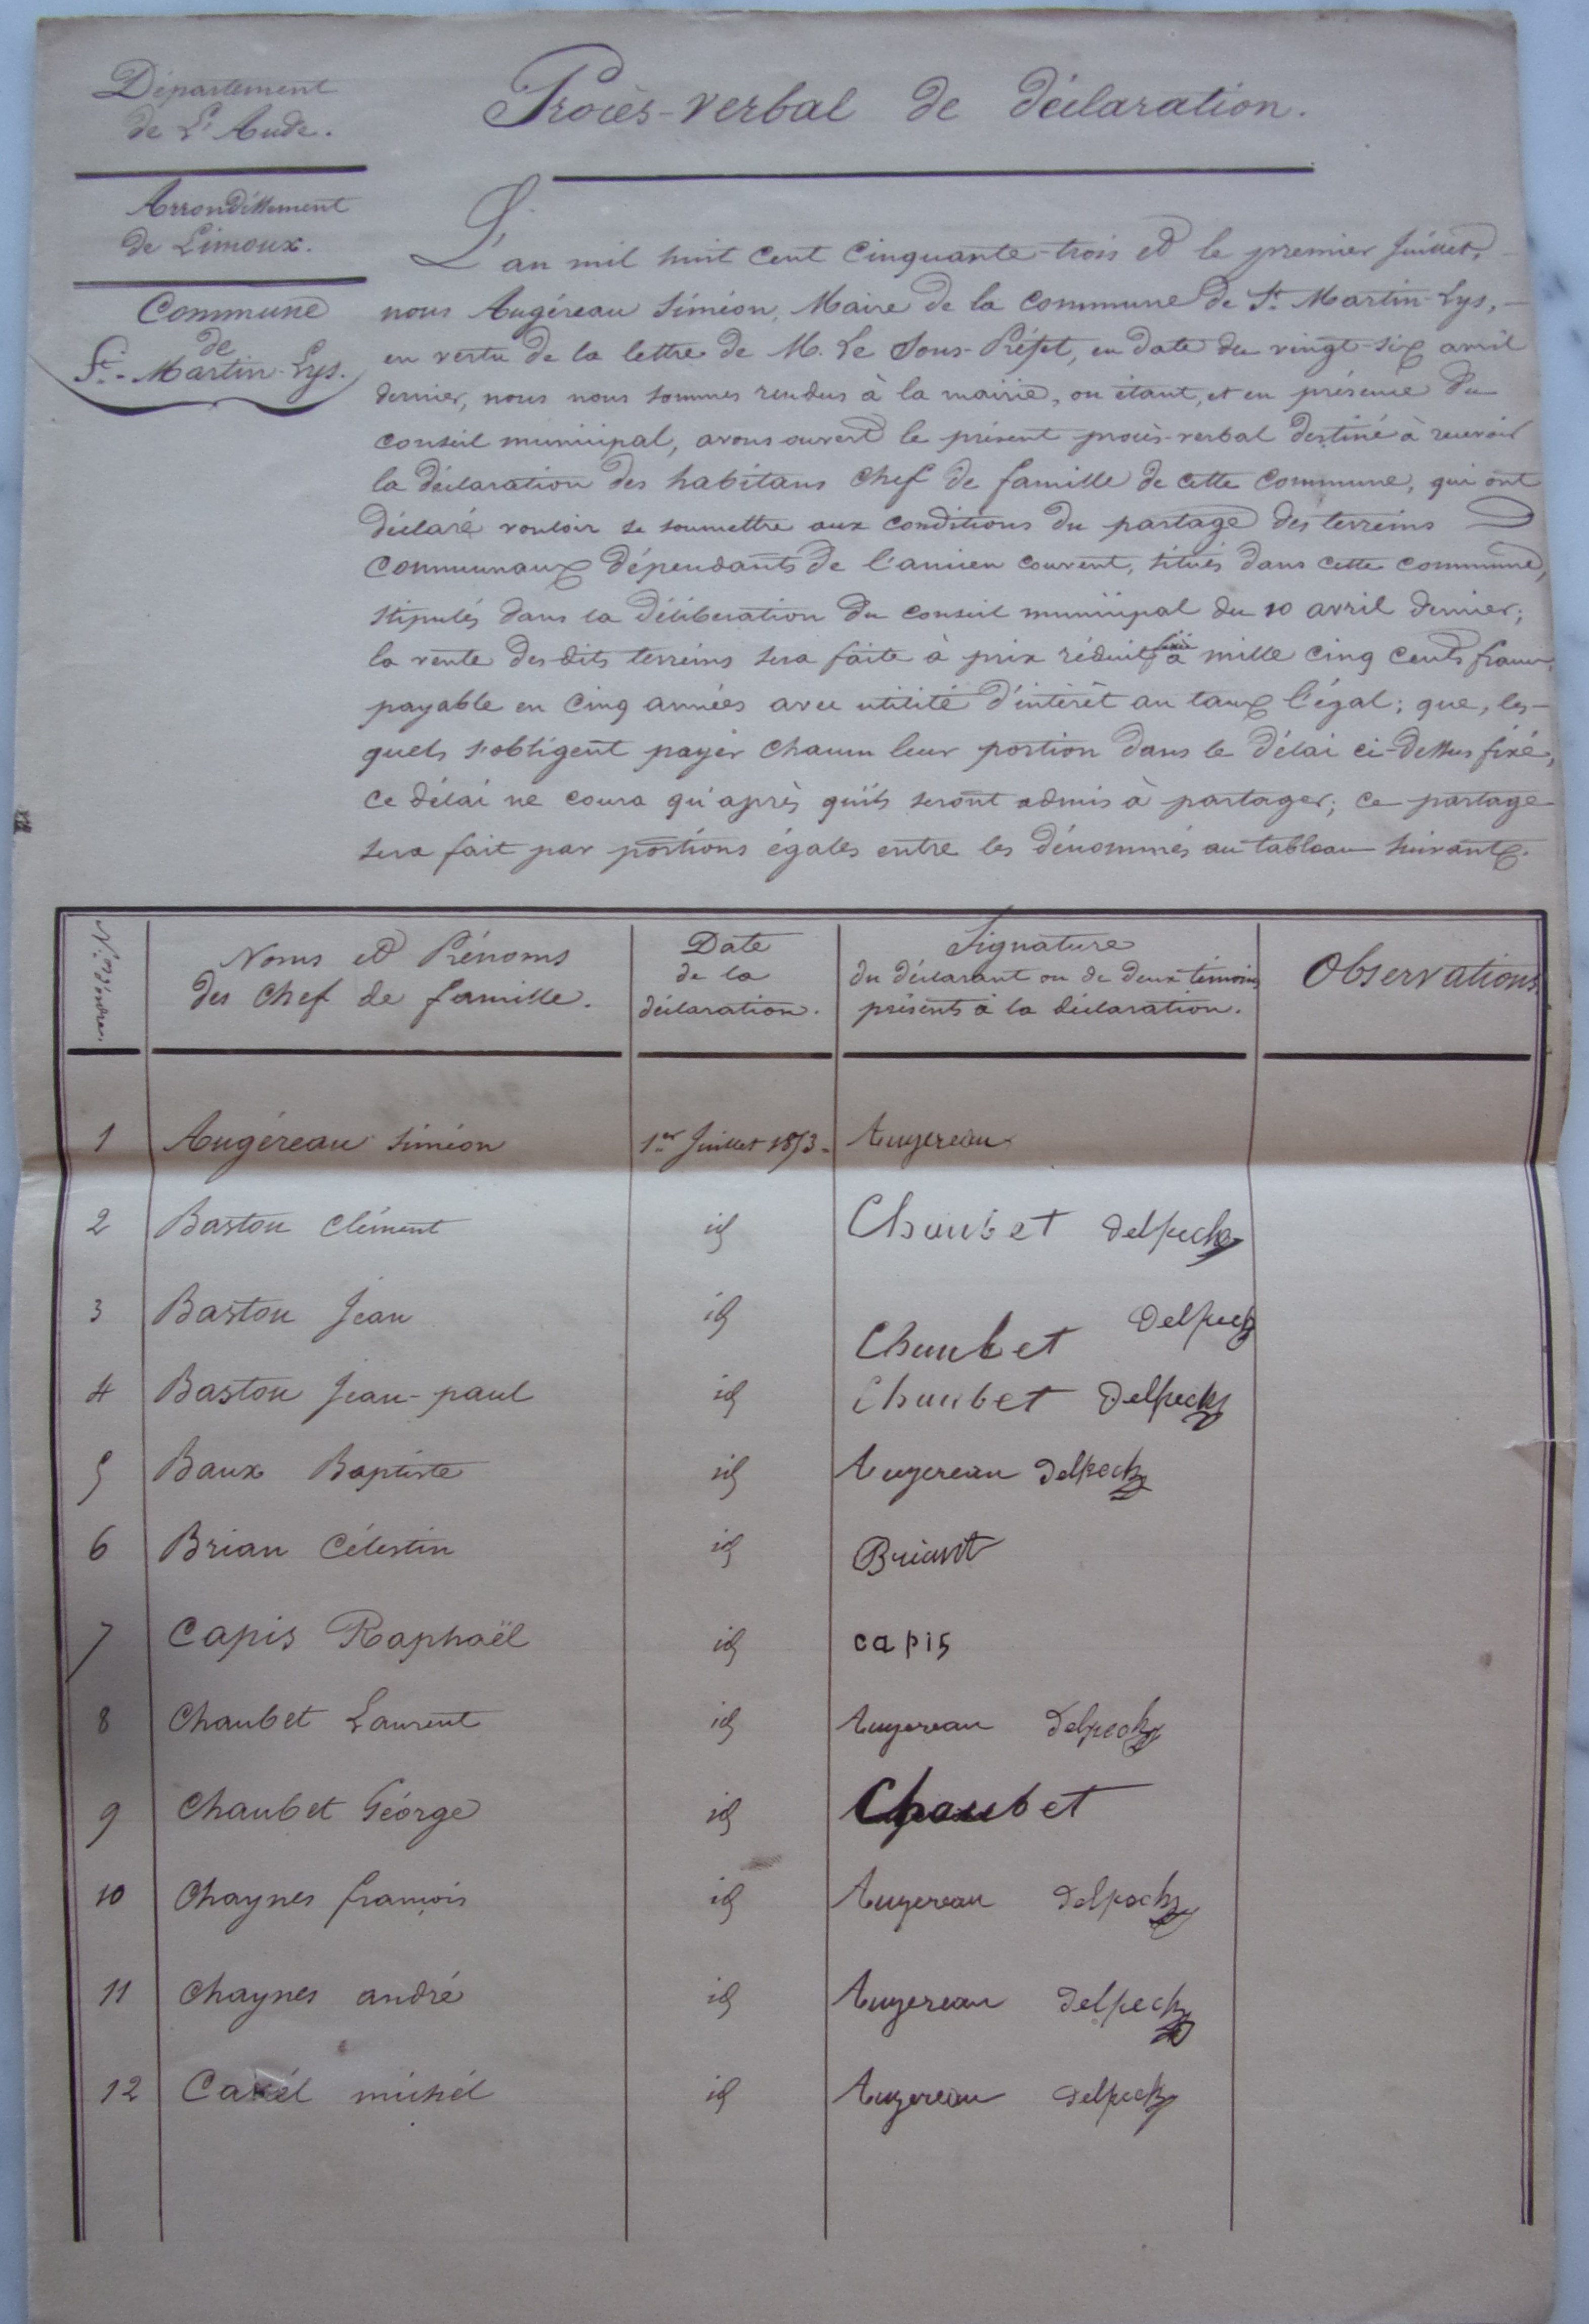 Département
de L'Aude.
Arrondissement
de Limoux.
Commune
de
St.-Martin-Lys.
Procès-verbal de déclaration.
L'an mil huit cent cinquante-trois et le premier Juillet,
nous Augéreau Siméon, Maire de la commune de St. Martin-Lys,
en vertu de la lettre de M. Le Sous-Préfet, en date du vingt-six avril
dernier, nous nous sommes rendus à la mairie, ou étant, et en présence du
conseil municipal, avons ouvert le présent procès-verbal destiné à recevoir
la déclaration des habitans chef de famille de cette commune, qui ont
déclaré vouloir se soumettre aux conditions du partage des terreins
communaux dépendants de l'ancien couvent, situés dans cette commune,
stipulés dans la délibération du conseil municipal du 10 avril dernier;
la vente des dits terreins sera faite à prix réduit fixé à mille cinq cents francs,
payable en cinq années avec utilité d'intérêt au taux légal; que, les-
quels s'obligent payer chacun leur portion dans le délai ci-dessus fixé,
ce délai ne coura qu'après qu'ils seront admis à partager; ce partage
sera fait par portions égales entre les dénommés au tableau suivant.
N.os d'ordre. Noms et Prénoms des chef de famille. Date de la déclaration. Signature du déclarant ou de deux témoins présents à la déclaration. Observations
1 Augéreau Siméon 1er Juillet 1853. Augereau
2 Bastou Clément id Chaubet Delpech
3 Bastou Jean id Chaubet Delpech
4 Bastou Jean-paul id Chaubet Delpech
5 Baux Baptiste id Augereau Delpech
6 Brian Célestin id Briant
7 Capis Raphaël id capis
8 Chaubet Laurent id Augereau Delpech
9 Chaubet Géorge id Chaubet
10 Chaynes françois id Augereau Delpech
11 Chaynes andré id Augereau Delpech
12 michél id Augereau Delpech